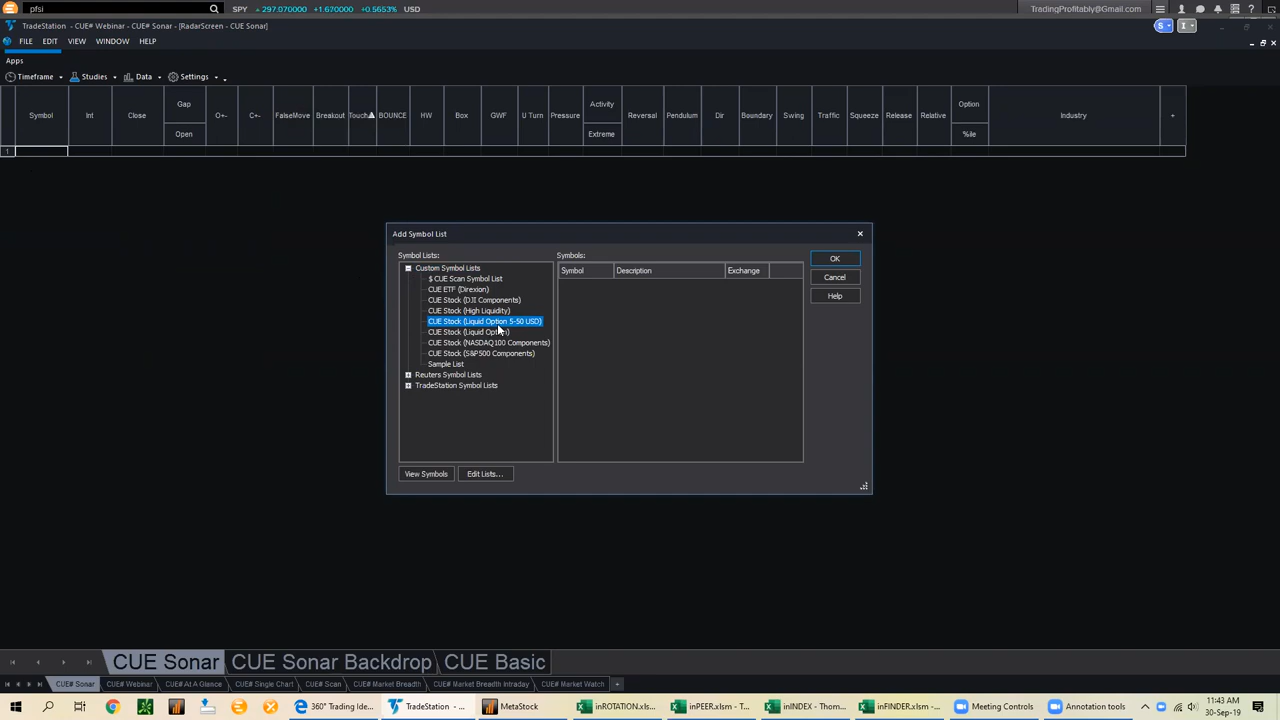 pfsi
SPY + 297.070000 +1.670000 + 0.5653% USD
TradingProfitably@Gmail.com
TradeStation - CUE# Webinar - CUE# Sonar - [RadarScreen - CUE Sonar]
S I
FILE EDIT VIEW WINDOW HELP
Apps
Timeframe Studies Data Settings
Symbol Int Close Gap Open O+- C+- FalseMove Breakout Touch BOUNCE HW Box GWF U Turn Pressure Activity Extreme Reversal Pendulum Dir Boundary Swing Traffic Squeeze Release Relative Option %ile Industry +
1
Add Symbol List
Symbol Lists:
Custom Symbol Lists
$ CUE Scan Symbol List
CUE ETF (Direxion)
CUE Stock (DJI Components)
CUE Stock (High Liquidity)
CUE Stock (Liquid Option 5-50 USD)
CUE Stock (Liquid Option)
CUE Stock (NASDAQ100 Components)
CUE Stock (S&P500 Components)
Sample List
Reuters Symbol Lists
TradeStation Symbol Lists
Symbols:
Symbol Description Exchange
OK
Cancel
Help
View Symbols Edit Lists...
CUE Sonar CUE Sonar Backdrop CUE Basic
CUE# Sonar CUE# Webinar CUE# At A Glance CUE# Single Chart CUE# Scan CUE# Market Breadth CUE# Market Breadth Intraday CUE# Market Watch +
360° Trading Ide... TradeStation - ... MetaStock inROTATION.xls... inPEER.xlsm - T... inINDEX - Thom... inFINDER.xlsm -... Meeting Controls Annotation tools
11:43 AM
30-Sep-19